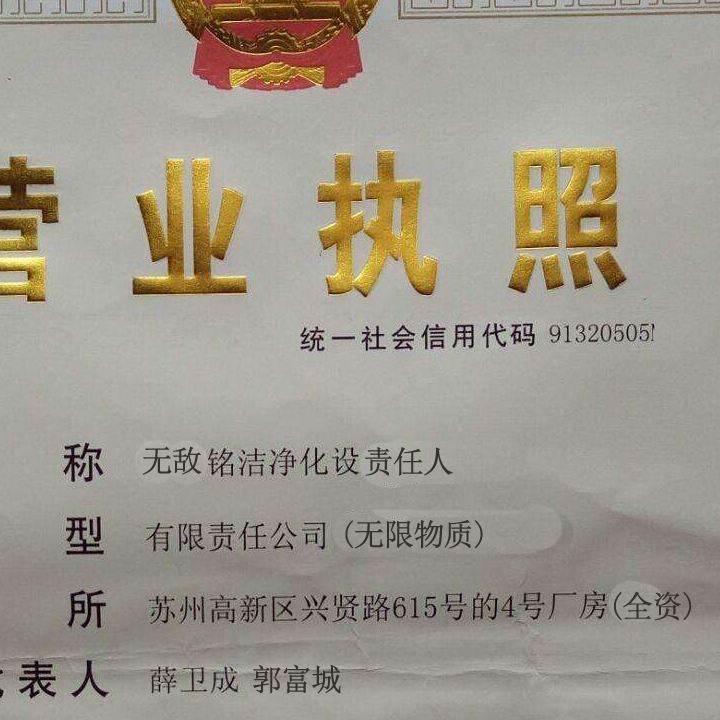 营业执照
统一社会信用代码 91320505
称 无敌铭洁净化设责任人
型 有限责任公司 (无限物质)
所 苏州高新区兴贤路615号的4号厂房(全资)
表人 薛卫成 郭富城